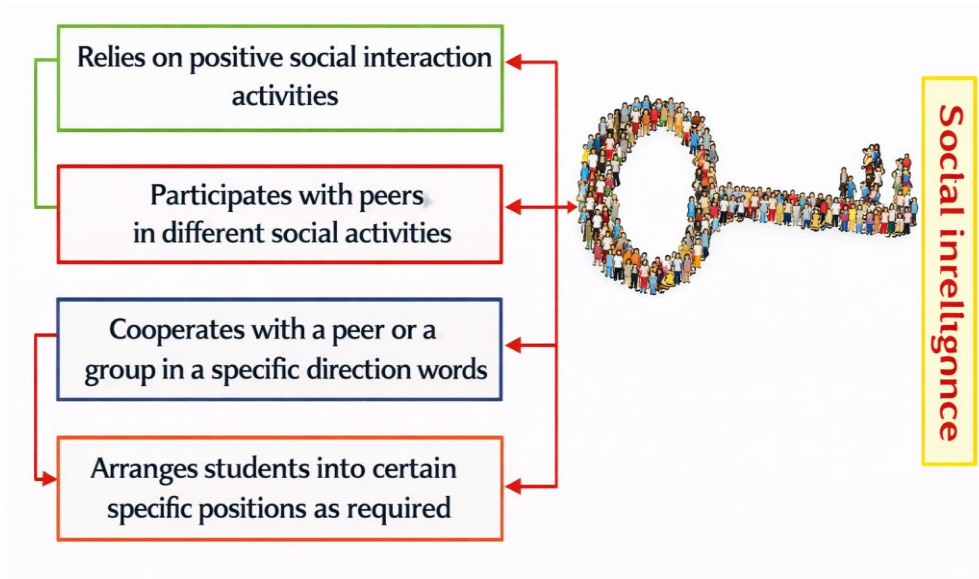 Relies on positive social interaction
activities
Participates with peers
in different social activities
Cooperates with a peer or a
group in a specific direction words
Arranges students into certain
specific positions as required
Soctal inrellignnce